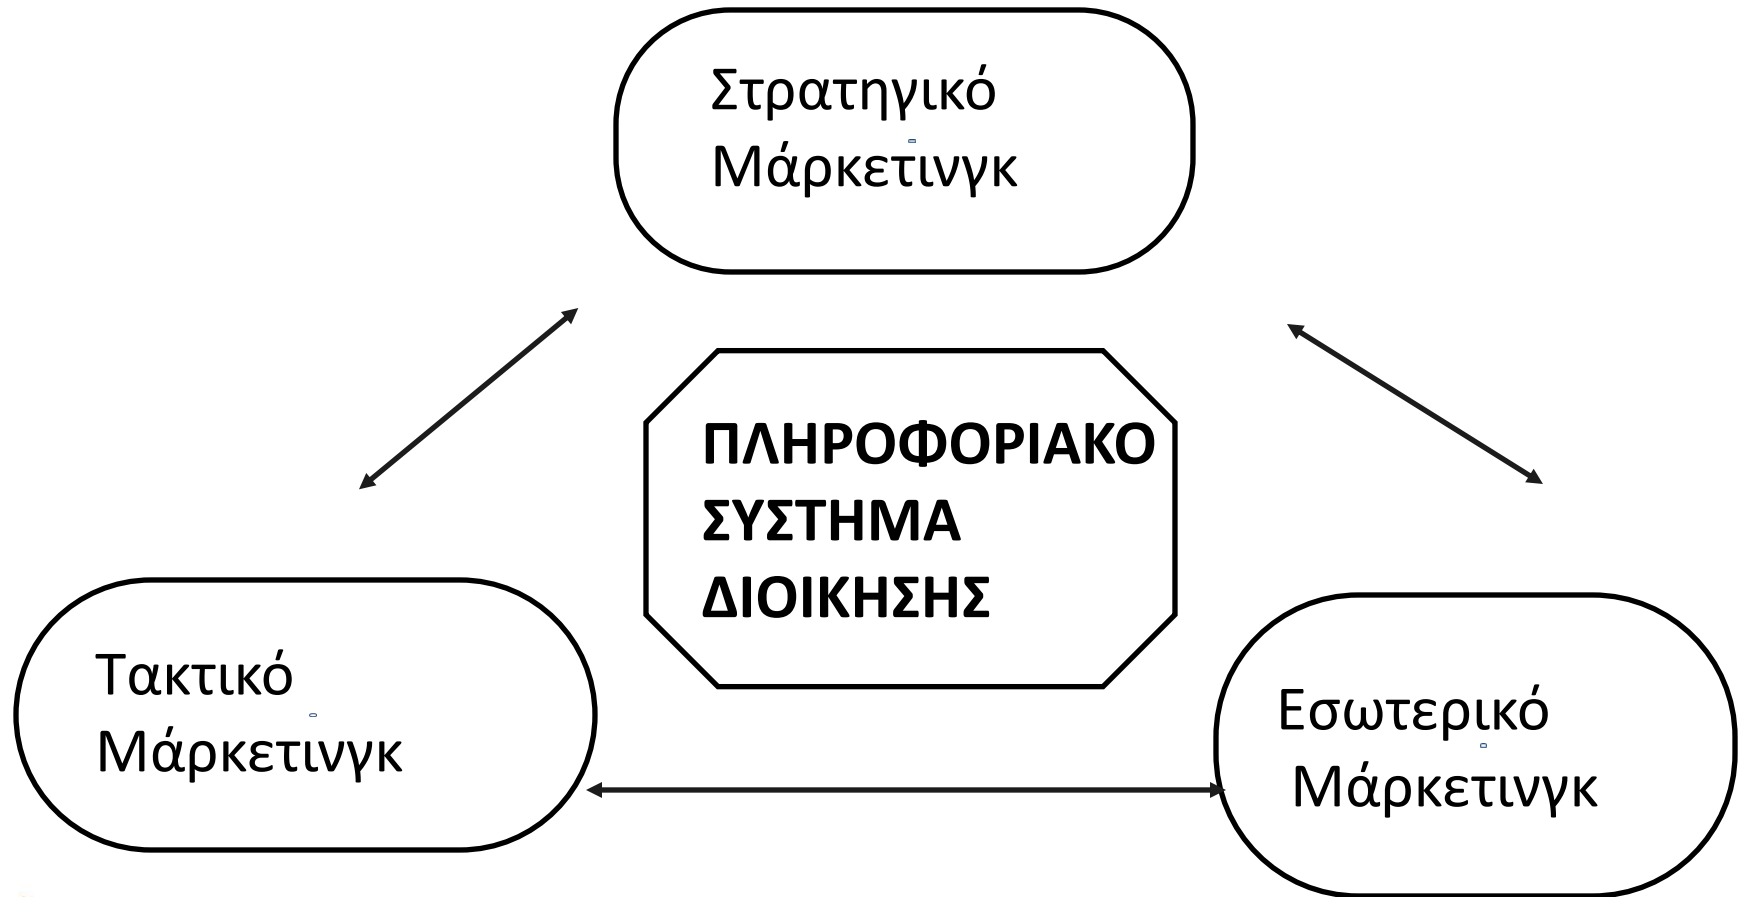 Στρατηγικό
Μάρκετινγκ
ΠΛΗΡΟΦΟΡΙΑΚΟ
ΣΥΣΤΗΜΑ
ΔΙΟΙΚΗΣΗΣ
Τακτικό
Μάρκετινγκ
Εσωτερικό
Μάρκετινγκ